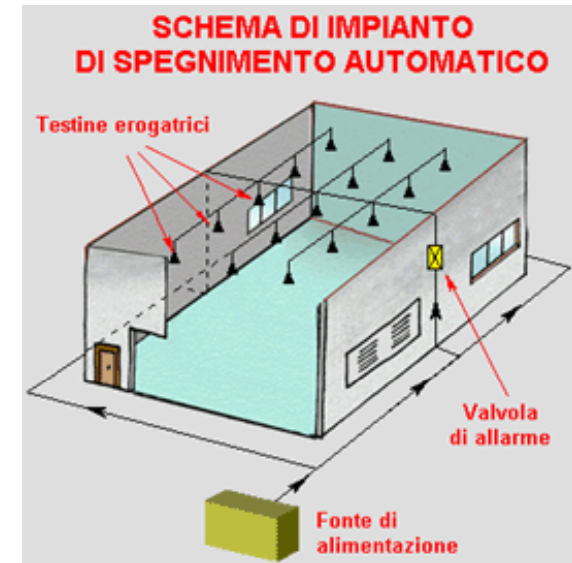 SCHEMA DI IMPIANTO
DI SPEGNIMENTO AUTOMATICO
Testine erogatrici
Valvola
di allarme
Fonte di
alimentazione